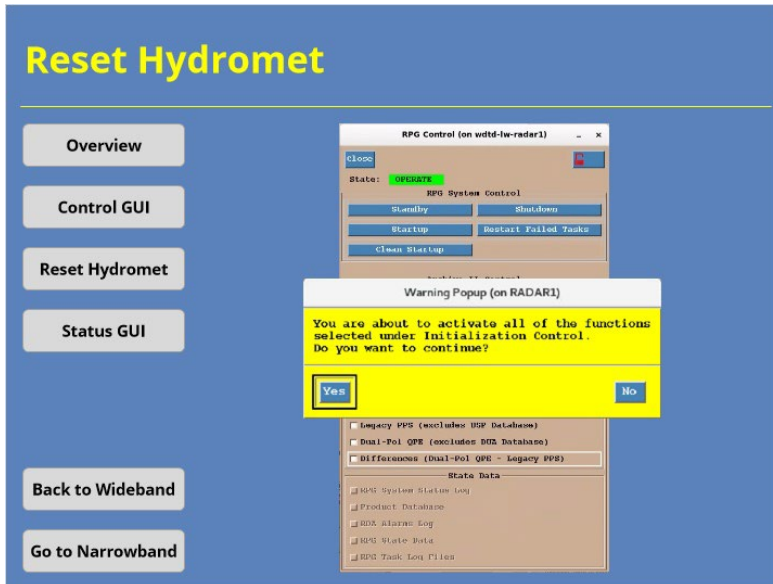 Reset Hydromet
Overview
Control GUI
Reset Hydromet
Status GUI
Back to Wideband
Go to Narrowband
RPG Control (on wdtd-lw-radar1)
Close
State: OPERATE
RPG System Control
Standby Shutdown
Startup Restart Failed Tasks
Clean Startup
Warning Popup (on RADAR1)
You are about to activate all of the functions
selected under Initialization Control.
Do you want to continue?
Yes No
Legacy PPS (excludes USP Database)
Dual-Pol QPE (excludes DUA Database)
Differences (Dual-Pol QPE - Legacy PPS)
State Data
RPG System Status Log
Product Database
RDA Alarms Log
RPG State Data
RPG Task Log Files